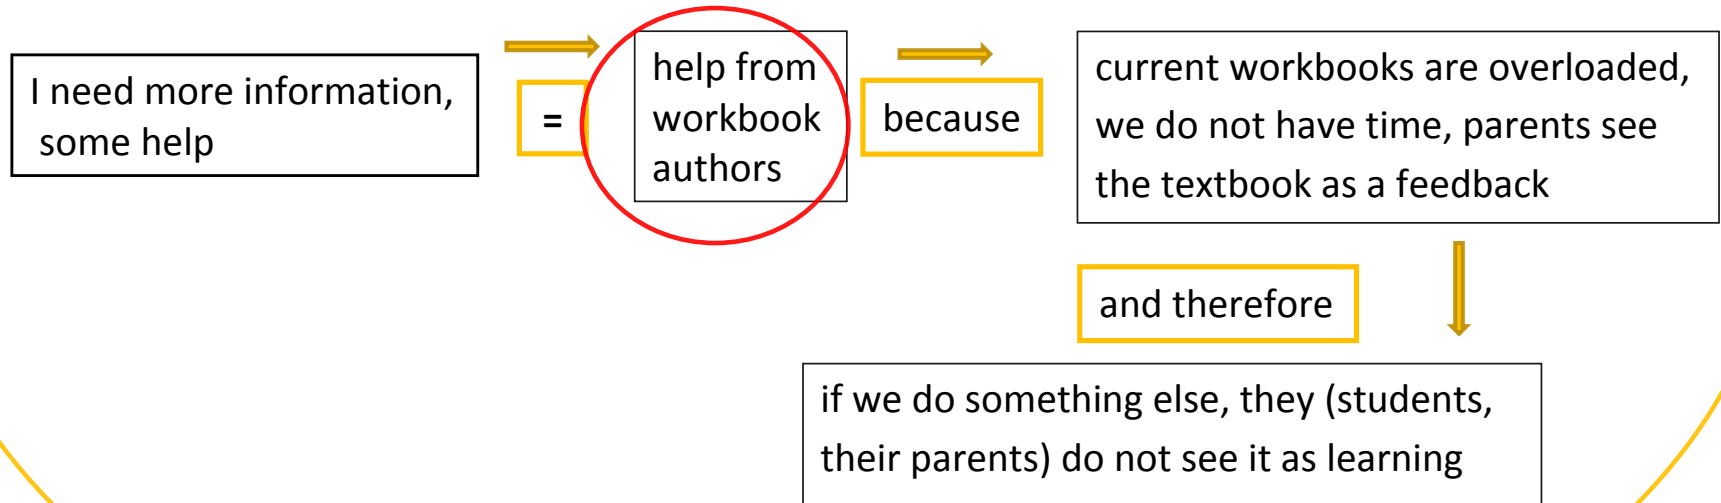 I need more information,
some help
=
help from
workbook
authors
because
current workbooks are overloaded,
we do not have time, parents see
the textbook as a feedback
and therefore
if we do something else, they (students,
their parents) do not see it as learning